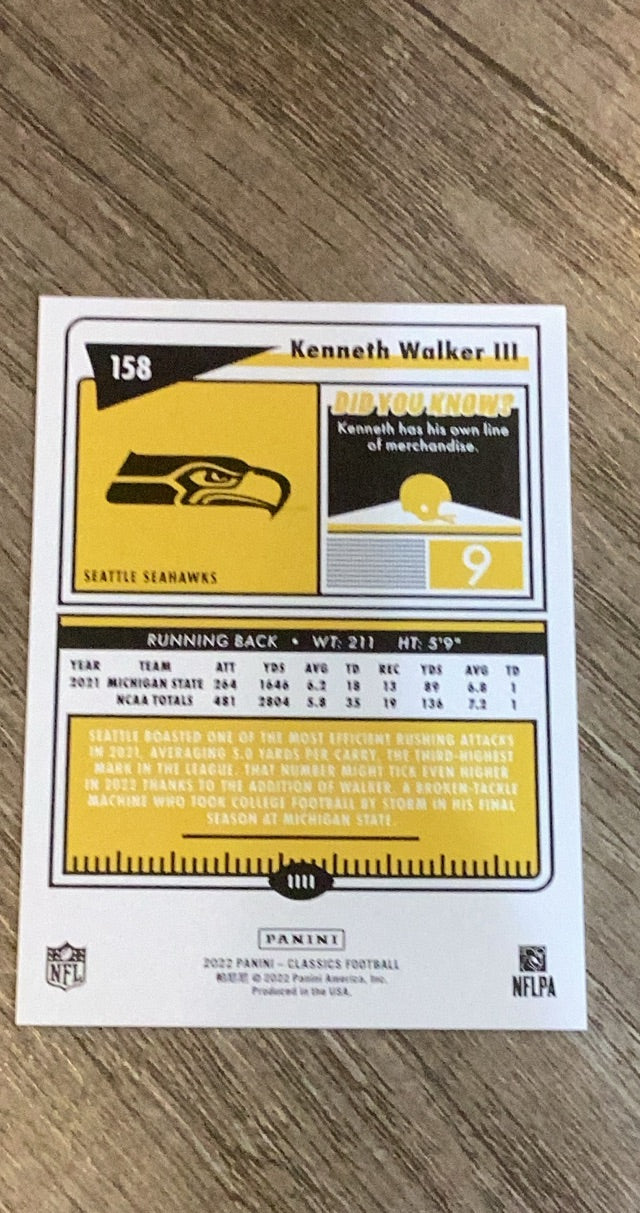 158
Kenneth Walker III
DID YOU KNOW?
Kenneth has his own line
of merchandise.
SEATTLE SEAHAWKS
9
RUNNING BACK • WT: 211 HT: 5'9"
YEAR TEAM ATT YDS AVG TD REC YDS AVG TD
2021 MICHIGAN STATE 264 1646 6.2 18 13 89 6.8 1
NCAA TOTALS 481 2804 5.8 35 19 136 7.2 1
SEATTLE BOASTED ONE OF THE MOST EFFICIENT RUSHING ATTACKS
IN 2021, AVERAGING 5.0 YARDS PER CARRY, THE THIRD-HIGHEST
MARK IN THE LEAGUE. THAT NUMBER MIGHT TICK EVEN HIGHER
IN 2022 THANKS TO THE ADDITION OF WALKER, A BROKEN-TACKLE
MACHINE WHO TOOK COLLEGE FOOTBALL BY STORM IN HIS FINAL
SEASON AT MICHIGAN STATE.
PANINI
2022 PANINI – CLASSICS FOOTBALL
© 2022 Panini America, Inc.
Produced in the USA.
NFL
NFLPA